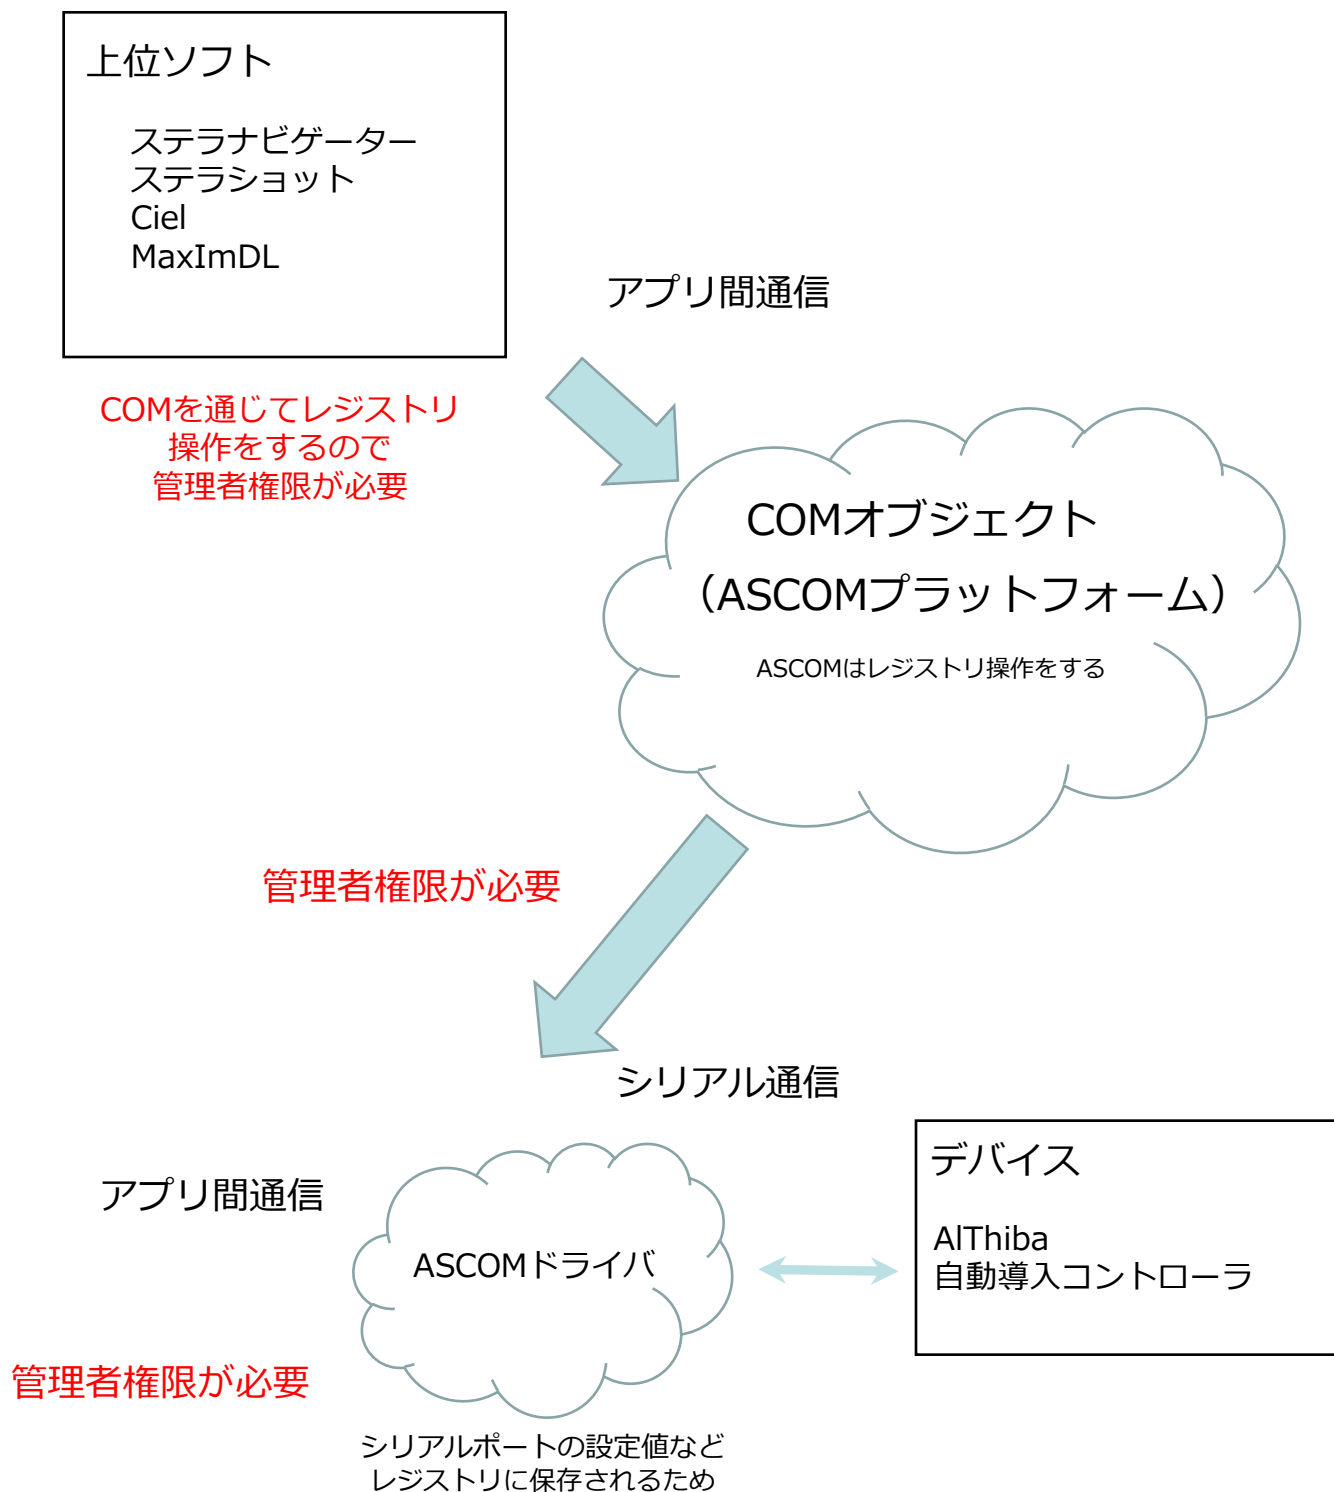 上位ソフト
ステラナビゲーター
ステラショット
Ciel
MaxImDL
アプリ間通信
COMを通じてレジストリ
操作をするので
管理者権限が必要
COMオブジェクト
（ASCOMプラットフォーム）
ASCOMはレジストリ操作をする
管理者権限が必要
シリアル通信
アプリ間通信
ASCOMドライバ
デバイス
AlThiba
自動導入コントローラ
管理者権限が必要
シリアルポートの設定値など
レジストリに保存されるため